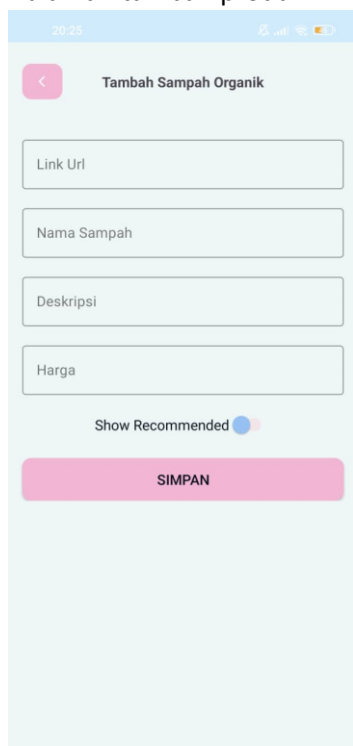 20:25
Tambah Sampah Organik
Link Url
Nama Sampah
Deskripsi
Harga
Show Recommended
SIMPAN